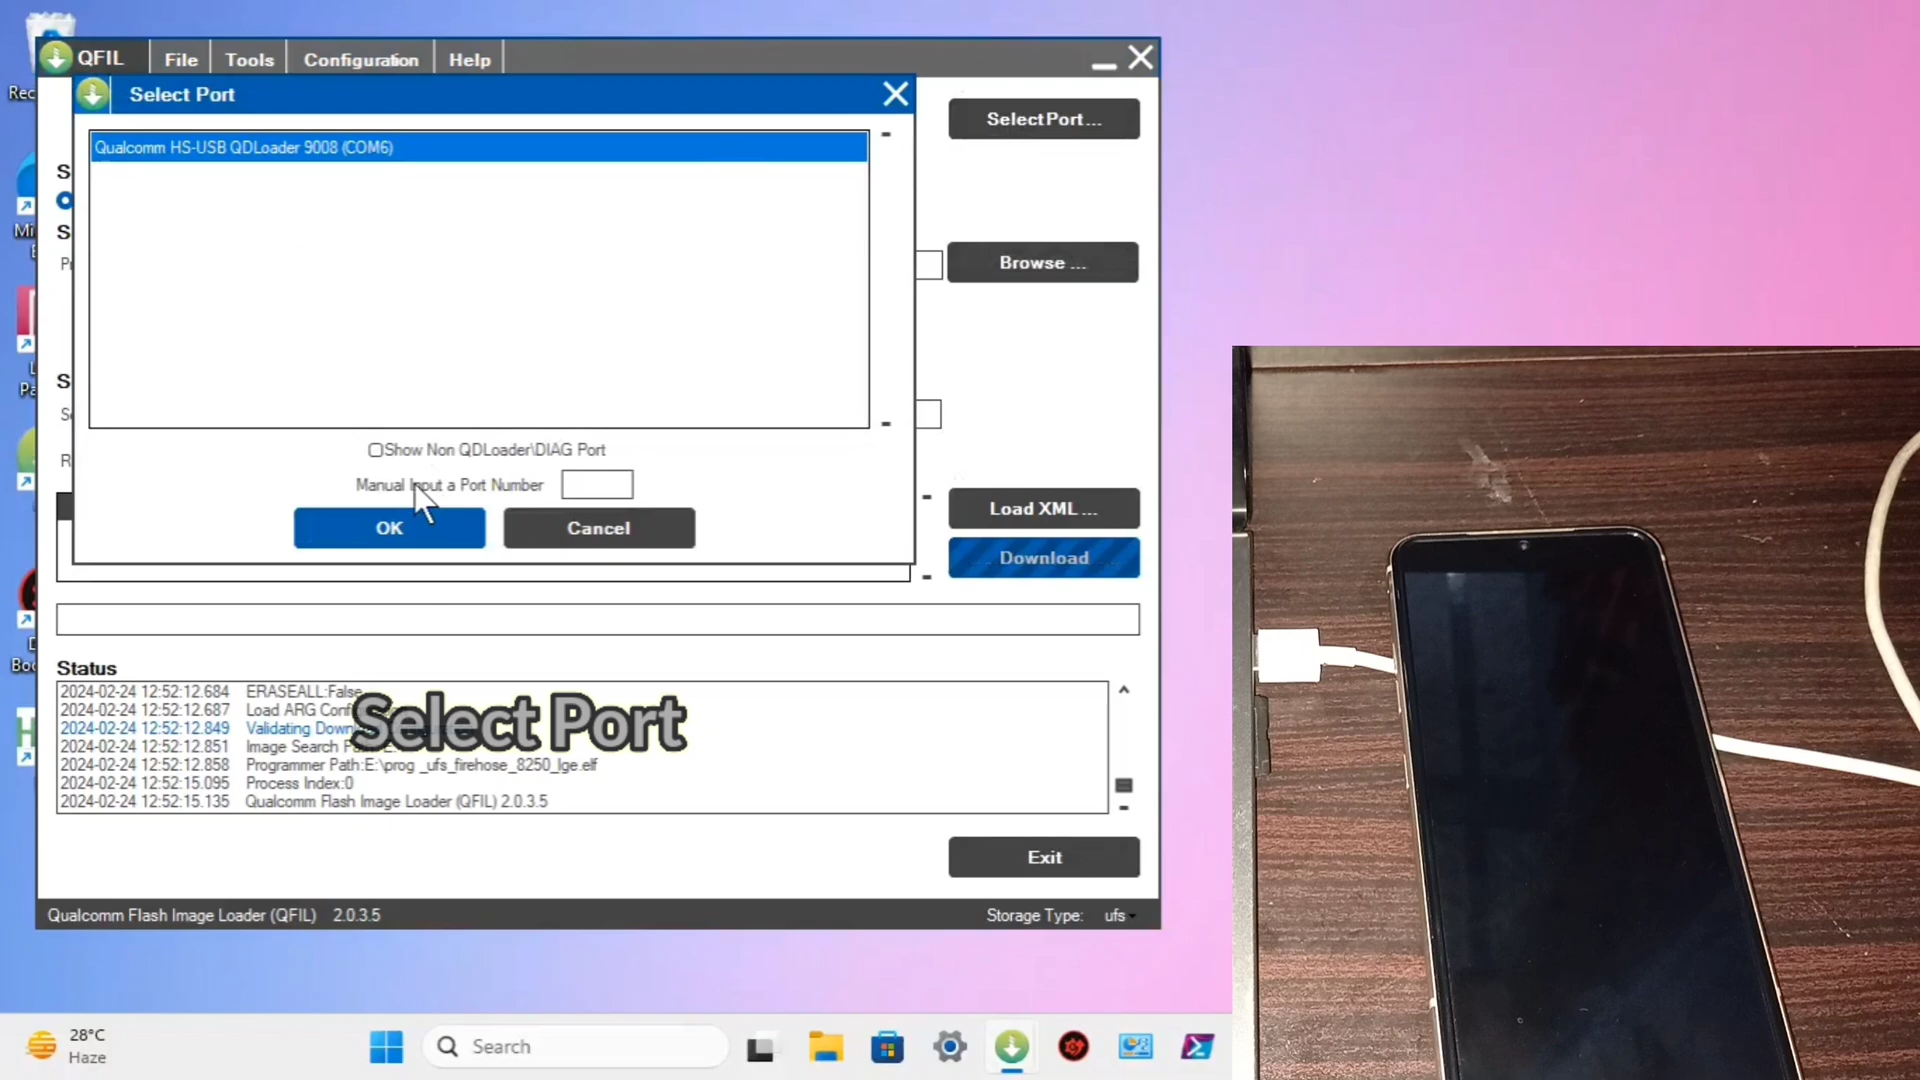 QFIL
File
Tools
Configuration
Help
Select Port
Select Port ...
Qualcomm HS-USB QDLoader 9008 (COM6)
Browse ...
Show Non QDLoader\DIAG Port
Manual Input a Port Number
OK
Cancel
Load XML ...
Download
Status
2024-02-24 12:52:12.684 ERASEALL:False
2024-02-24 12:52:12.687 Load ARG
2024-02-24 12:52:12.849 Validating
2024-02-24 12:52:12.851 Image Search
2024-02-24 12:52:12.858 Programmer Path:E:\prog _ufs_firehose_8250_lge.elf
2024-02-24 12:52:15.095 Process Index:0
2024-02-24 12:52:15.135 Qualcomm Flash Image Loader (QFIL) 2.0.3.5
Select Port
Exit
Qualcomm Flash Image Loader (QFIL) 2.0.3.5
Storage Type: ufs
28°C
Haze
Search